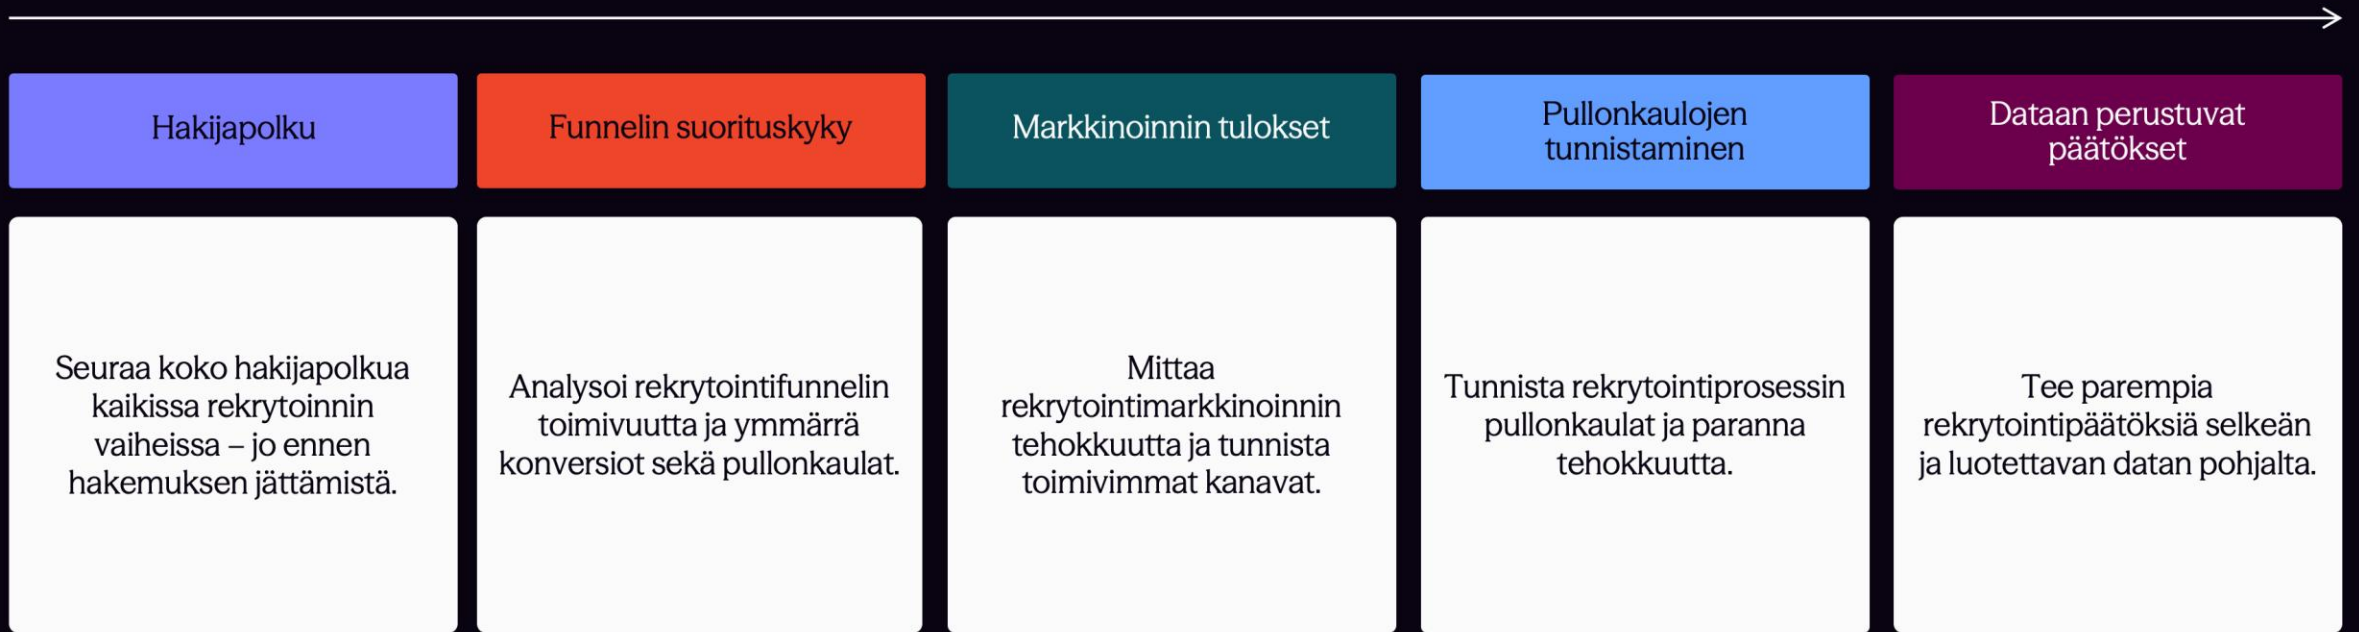 Hakijapolku
Funnelin suorituskyky
Markkinoinnin tulokset
Pullonkaulojen
tunnistaminen
Dataan perustuvat
päätökset
Seuraa koko hakijapolkua
kaikissa rekrytoinnin
vaiheissa – jo ennen
hakemuksen jättämistä.
Analysoi rekrytointifunnelin
toimivuutta ja ymmärrä
konversiot sekä pullonkaulat.
Mittaa
rekrytointimarkkinoinnin
tehokkuutta ja tunnista
toimivimmat kanavat.
Tunnista rekrytointiprosessin
pullonkaulat ja paranna
tehokkuutta.
Tee parempia
rekrytointipäätöksiä selkeän
ja luotettavan datan pohjalta.